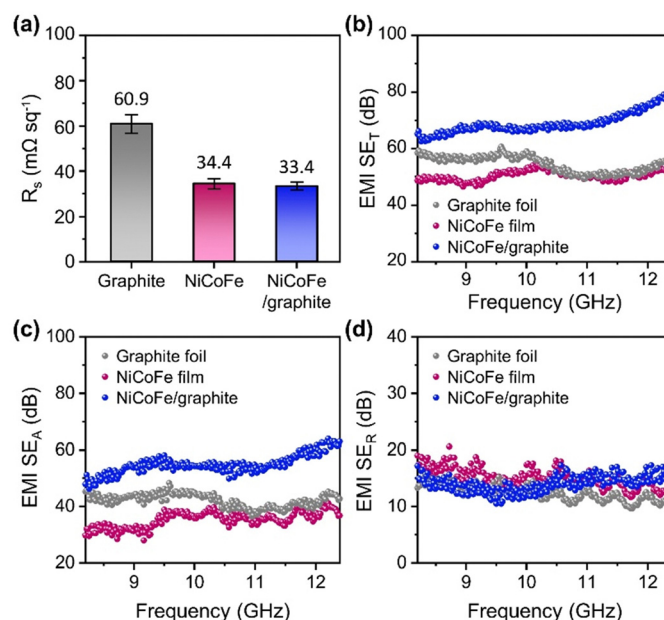 (a)
100
80
60
40
20
0
R_s (mΩ sq⁻¹)
60.9
34.4
33.4
Graphite
NiCoFe
NiCoFe
/graphite
(b)
100
80
60
40
20
EMI SE_T (dB)
Graphite foil
NiCoFe film
NiCoFe/graphite
9 10 11 12
Frequency (GHz)
(c)
100
80
60
40
20
EMI SE_A (dB)
Graphite foil
NiCoFe film
NiCoFe/graphite
9 10 11 12
Frequency (GHz)
(d)
40
30
20
10
0
EMI SE_R (dB)
Graphite foil
NiCoFe film
NiCoFe/graphite
9 10 11 12
Frequency (GHz)